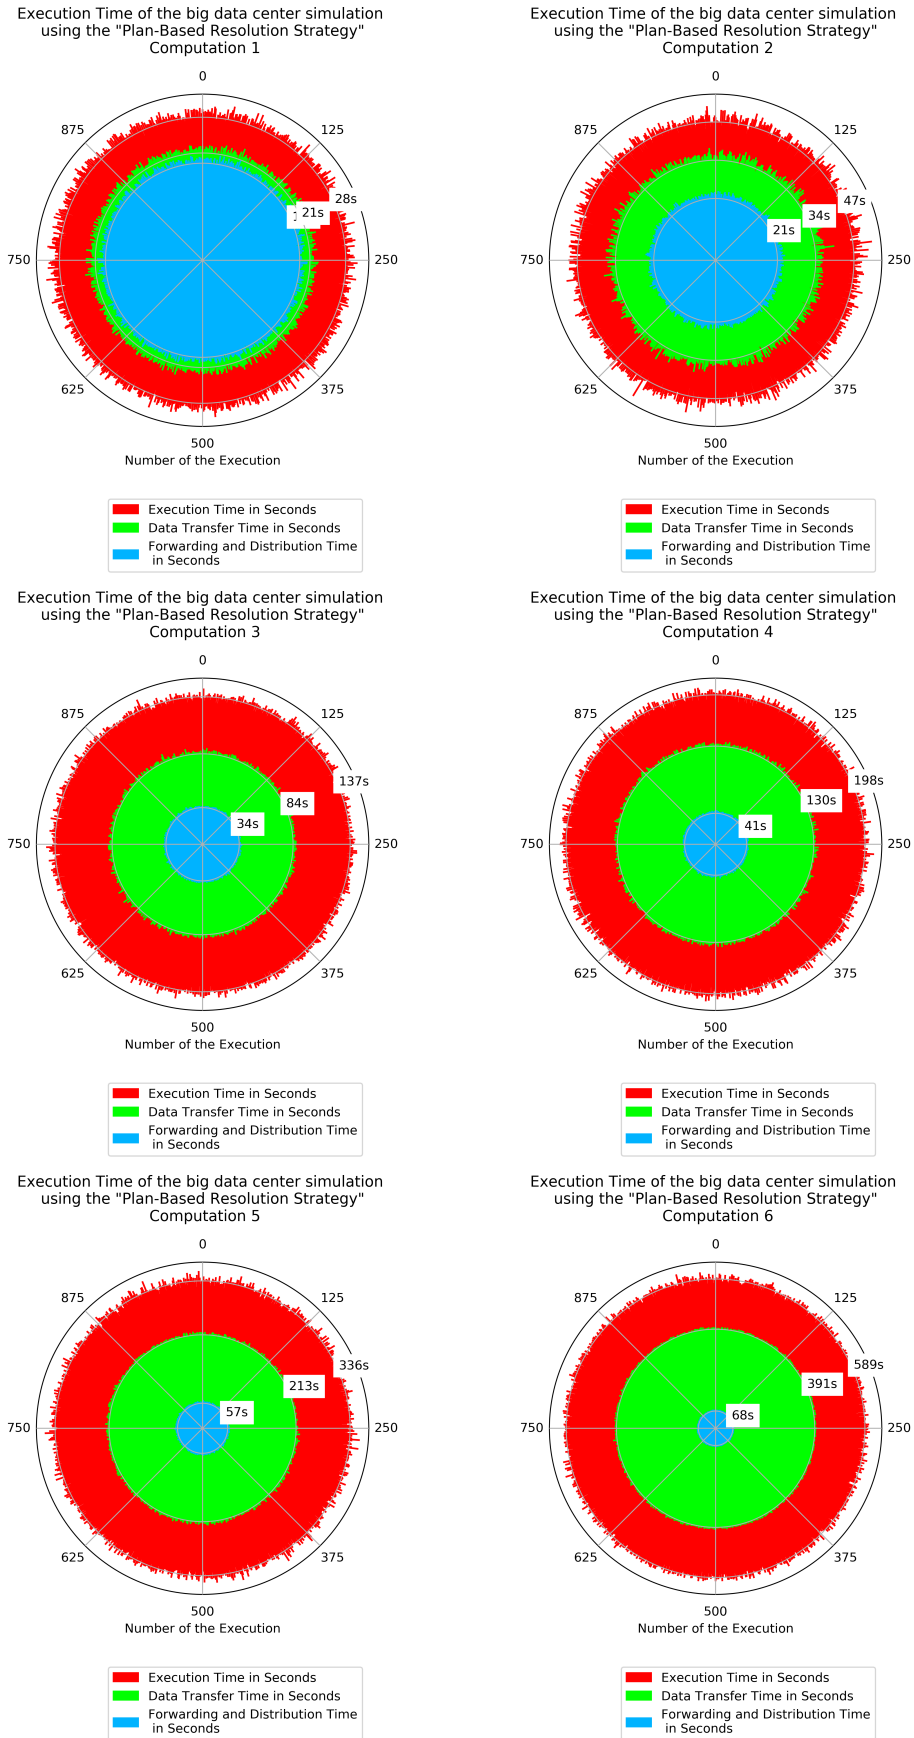 Execution Time of the big data center simulation
using the "Plan-Based Resolution Strategy"
Computation 1
0
125
250
375
500
625
750
875
21s
28s
Number of the Execution
Execution Time in Seconds
Data Transfer Time in Seconds
Forwarding and Distribution Time
in Seconds
Execution Time of the big data center simulation
using the "Plan-Based Resolution Strategy"
Computation 2
0
125
250
375
500
625
750
875
21s
34s
47s
Number of the Execution
Execution Time in Seconds
Data Transfer Time in Seconds
Forwarding and Distribution Time
in Seconds
Execution Time of the big data center simulation
using the "Plan-Based Resolution Strategy"
Computation 3
0
125
250
375
500
625
750
875
34s
84s
137s
Number of the Execution
Execution Time in Seconds
Data Transfer Time in Seconds
Forwarding and Distribution Time
in Seconds
Execution Time of the big data center simulation
using the "Plan-Based Resolution Strategy"
Computation 4
0
125
250
375
500
625
750
875
41s
130s
198s
Number of the Execution
Execution Time in Seconds
Data Transfer Time in Seconds
Forwarding and Distribution Time
in Seconds
Execution Time of the big data center simulation
using the "Plan-Based Resolution Strategy"
Computation 5
0
125
250
375
500
625
750
875
57s
213s
336s
Number of the Execution
Execution Time in Seconds
Data Transfer Time in Seconds
Forwarding and Distribution Time
in Seconds
Execution Time of the big data center simulation
using the "Plan-Based Resolution Strategy"
Computation 6
0
125
250
375
500
625
750
875
68s
391s
589s
Number of the Execution
Execution Time in Seconds
Data Transfer Time in Seconds
Forwarding and Distribution Time
in Seconds